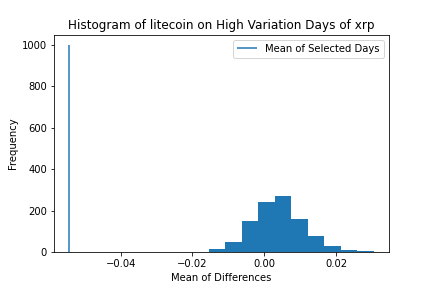 Histogram of litecoin on High Variation Days of xrp
Mean of Selected Days
Frequency
1000
800
600
400
200
0
−0.04
−0.02
0.00
0.02
Mean of Differences